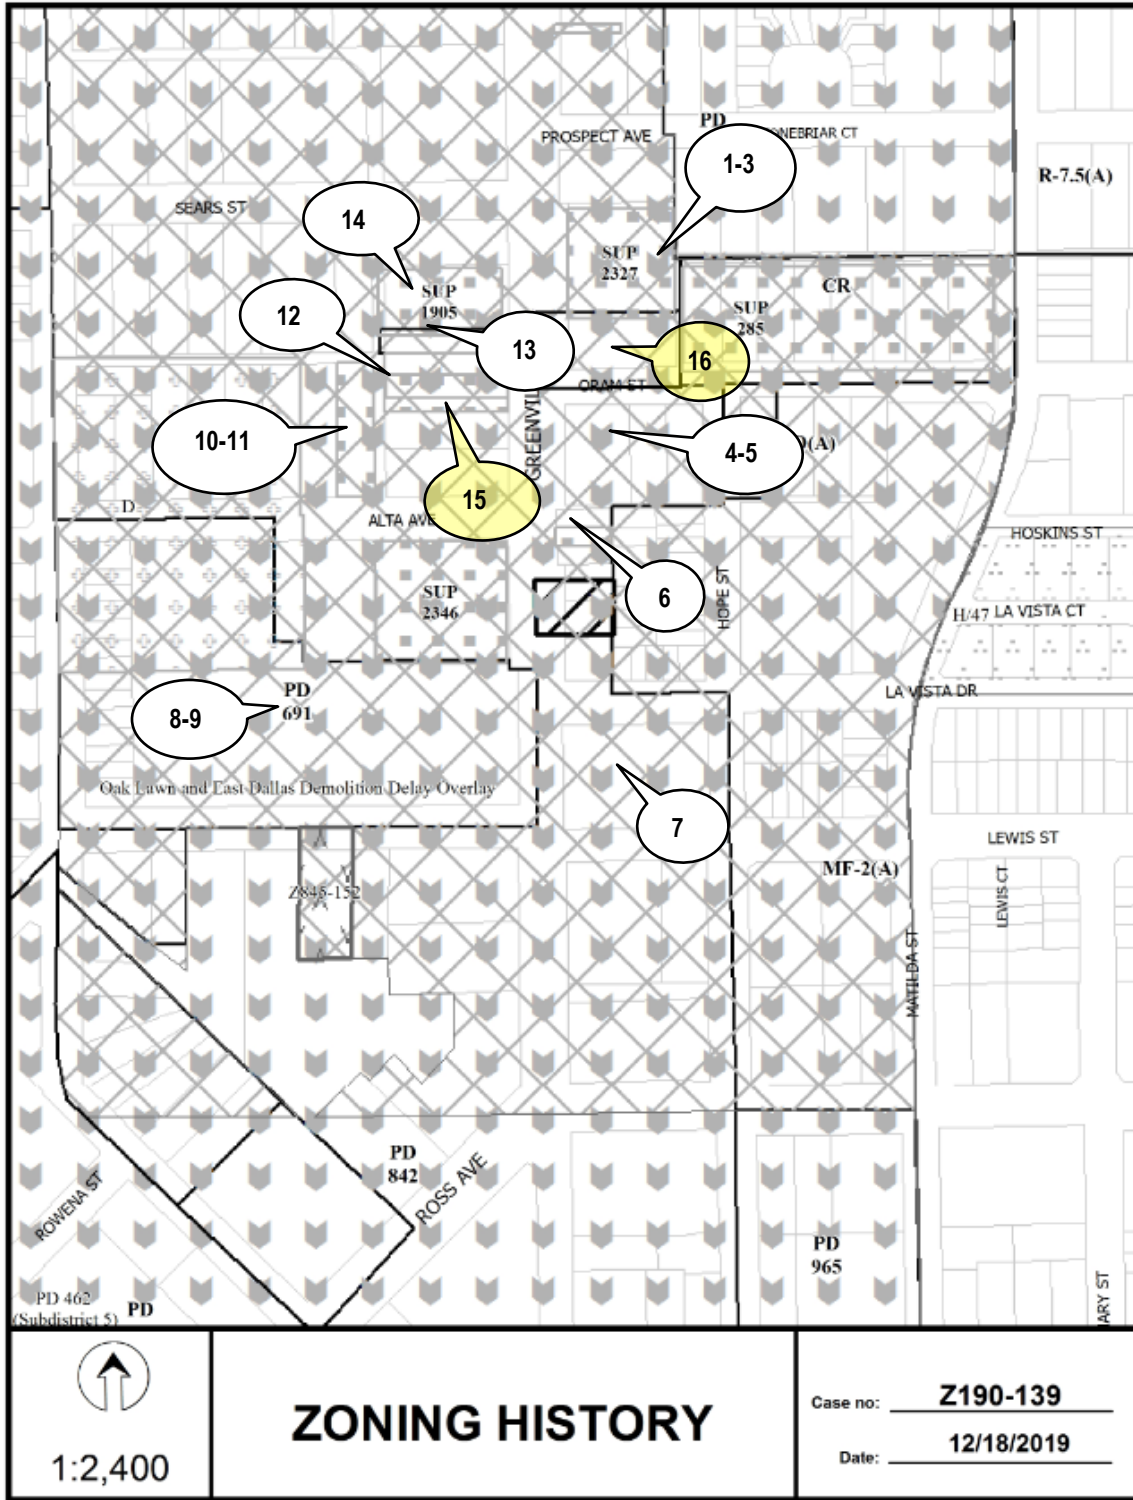 PROSPECT AVE
PD
ONEBRIAR CT
1-3
R-7.5(A)
SEARS ST
14
SUP
2327
SUP
1905
CR
SUP
285
12
13
16
ORAM ST
GREENVIL
10-11
4-5
(A)
15
D
ALTA AVE
HOSKINS ST
SUP
2346
6
HOPE ST
H/47
LA VISTA CT
LA VISTA DR
PD
691
8-9
Oak Lawn and East Dallas Demolition Delay Overlay
7
LEWIS ST
MF-2(A)
LEWIS CT
Z845-152
MATILDA ST
PD
842
ROSS AVE
ROWENA ST
PD
965
PD 462
(Subdistrict 5)
PD
IARY ST
1:2,400
ZONING HISTORY
Case no: Z190-139
Date: 12/18/2019